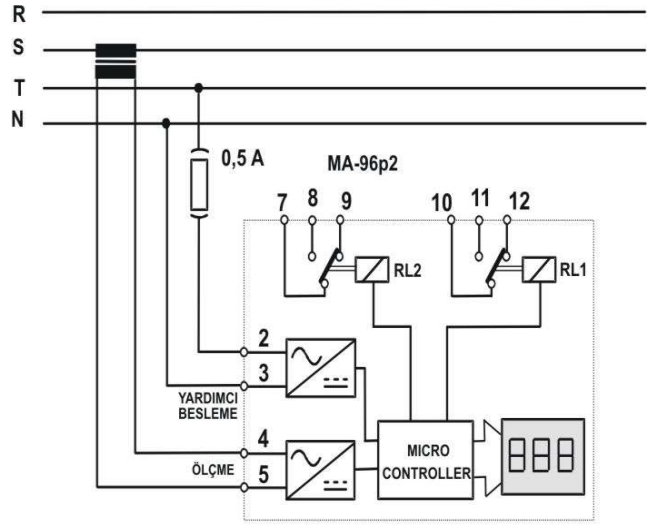 R
S
T
N
0,5 A
MA-96p2
7 8 9 10 11 12
RL2 RL1
2
3
YARDIMCI
BESLEME
4
ÖLÇME
5
MICRO
CONTROLLER
888